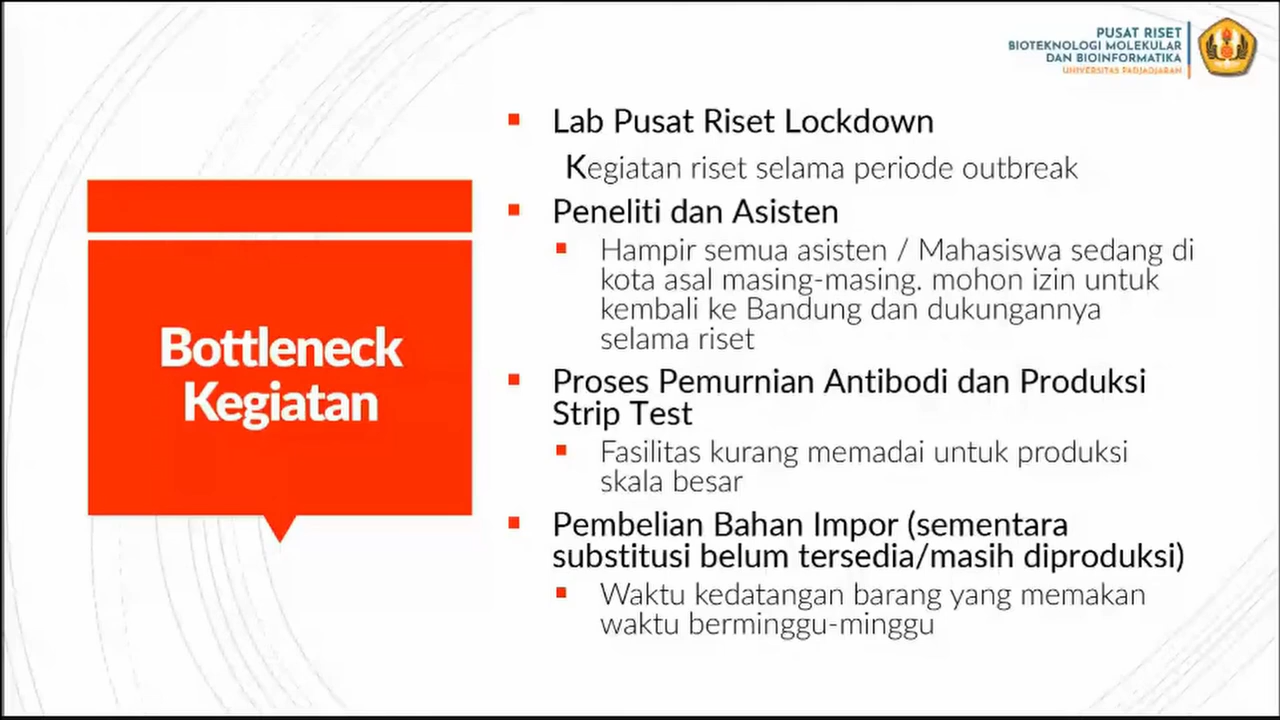 PUSAT RISET
BIOTEKNOLOGI MOLEKULAR
DAN BIOINFORMATIKA
UNIVERSITAS PADJADJARAN
Bottleneck
Kegiatan
Lab Pusat Riset Lockdown
Kegiatan riset selama periode outbreak
Peneliti dan Asisten
Hampir semua asisten / Mahasiswa sedang di
kota asal masing-masing. mohon izin untuk
kembali ke Bandung dan dukungannya
selama riset
Proses Pemurnian Antibodi dan Produksi
Strip Test
Fasilitas kurang memadai untuk produksi
skala besar
Pembelian Bahan Impor (sementara
substitusi belum tersedia/masih diproduksi)
Waktu kedatangan barang yang memakan
waktu berminggu-minggu